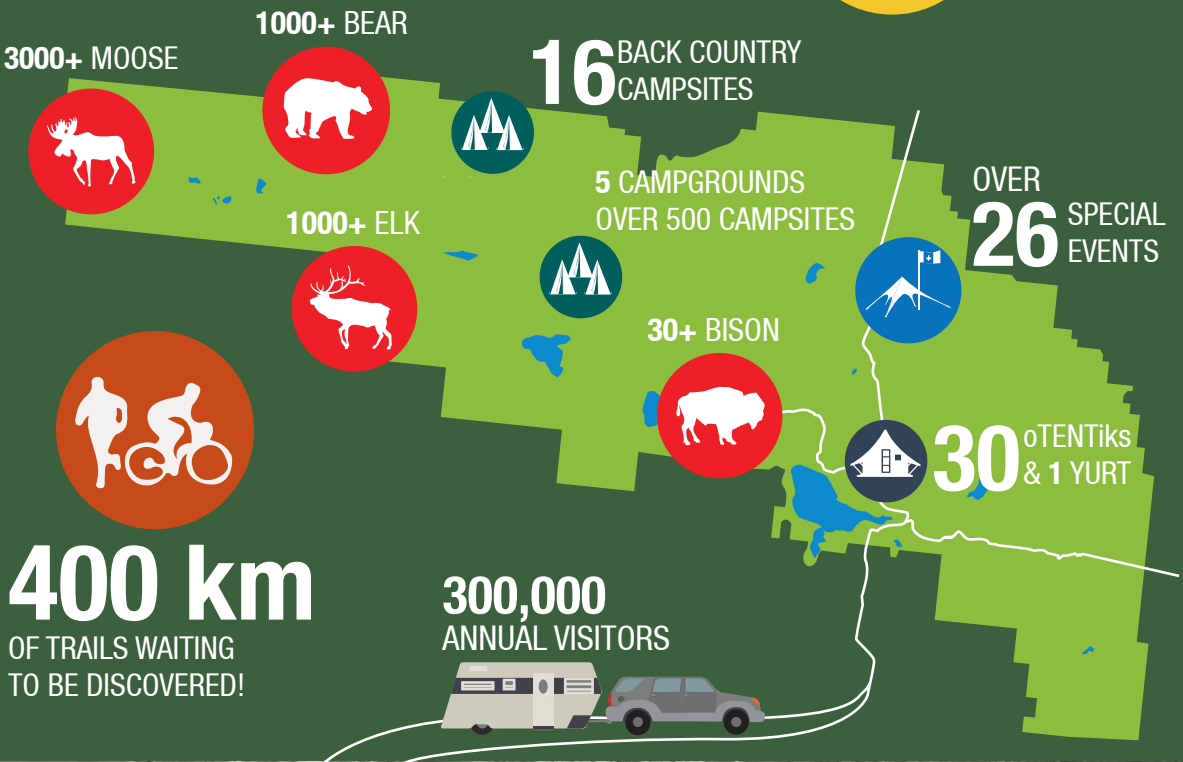 1000+ BEAR
3000+ MOOSE
16 BACK COUNTRY
CAMPSITES
5 CAMPGROUNDS
OVER 500 CAMPSITES
OVER
26 SPECIAL
EVENTS
1000+ ELK
30+ BISON
30 oTENTiks
& 1 YURT
400 km
OF TRAILS WAITING
TO BE DISCOVERED!
300,000
ANNUAL VISITORS